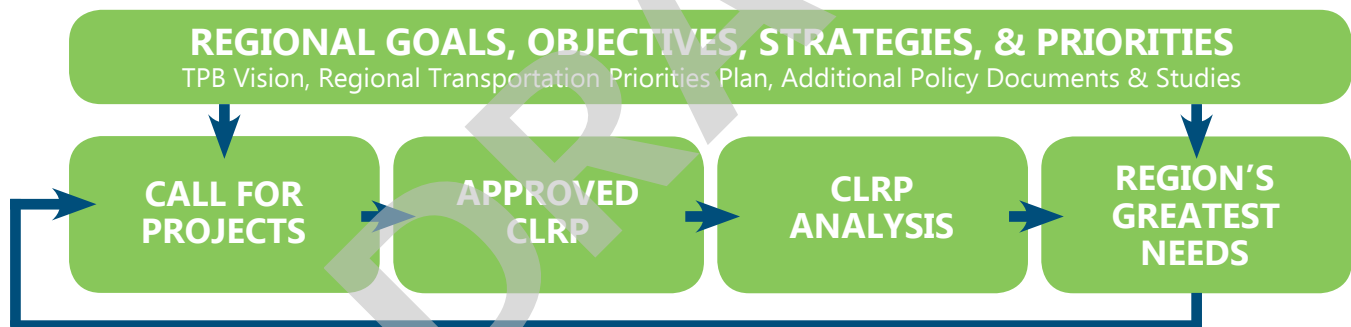 REGIONAL GOALS, OBJECTIVES, STRATEGIES, & PRIORITIES
TPB Vision, Regional Transportation Priorities Plan, Additional Policy Documents & Studies
CALL FOR
PROJECTS
APPROVED
CLRP
CLRP
ANALYSIS
REGION’S
GREATEST
NEEDS